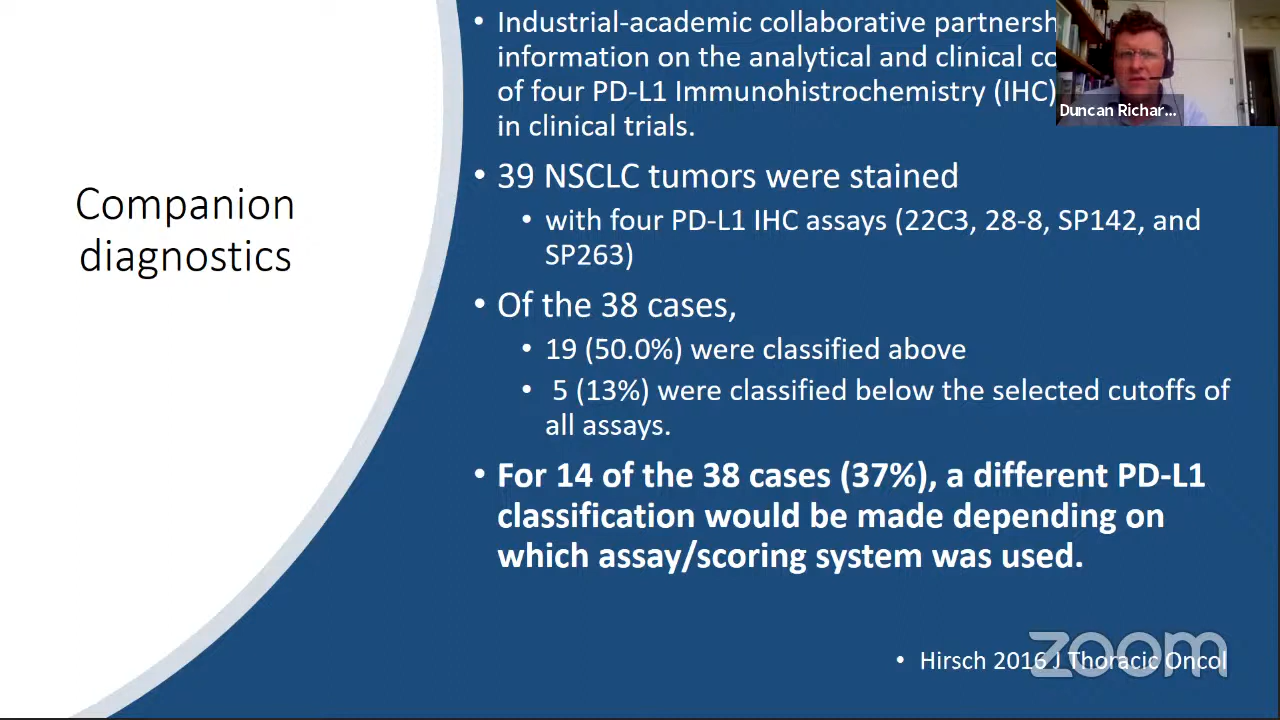 Companion
diagnostics
• Industrial-academic collaborative partnersh
information on the analytical and clinical co
of four PD-L1 Immunohistrochemistry (IHC)
in clinical trials.
• 39 NSCLC tumors were stained
• with four PD-L1 IHC assays (22C3, 28-8, SP142, and
SP263)
• Of the 38 cases,
• 19 (50.0%) were classified above
• 5 (13%) were classified below the selected cutoffs of
all assays.
• For 14 of the 38 cases (37%), a different PD-L1
classification would be made depending on
which assay/scoring system was used.
• Hirsch 2016 J Thoracic Oncol
Duncan Richar...
zoom